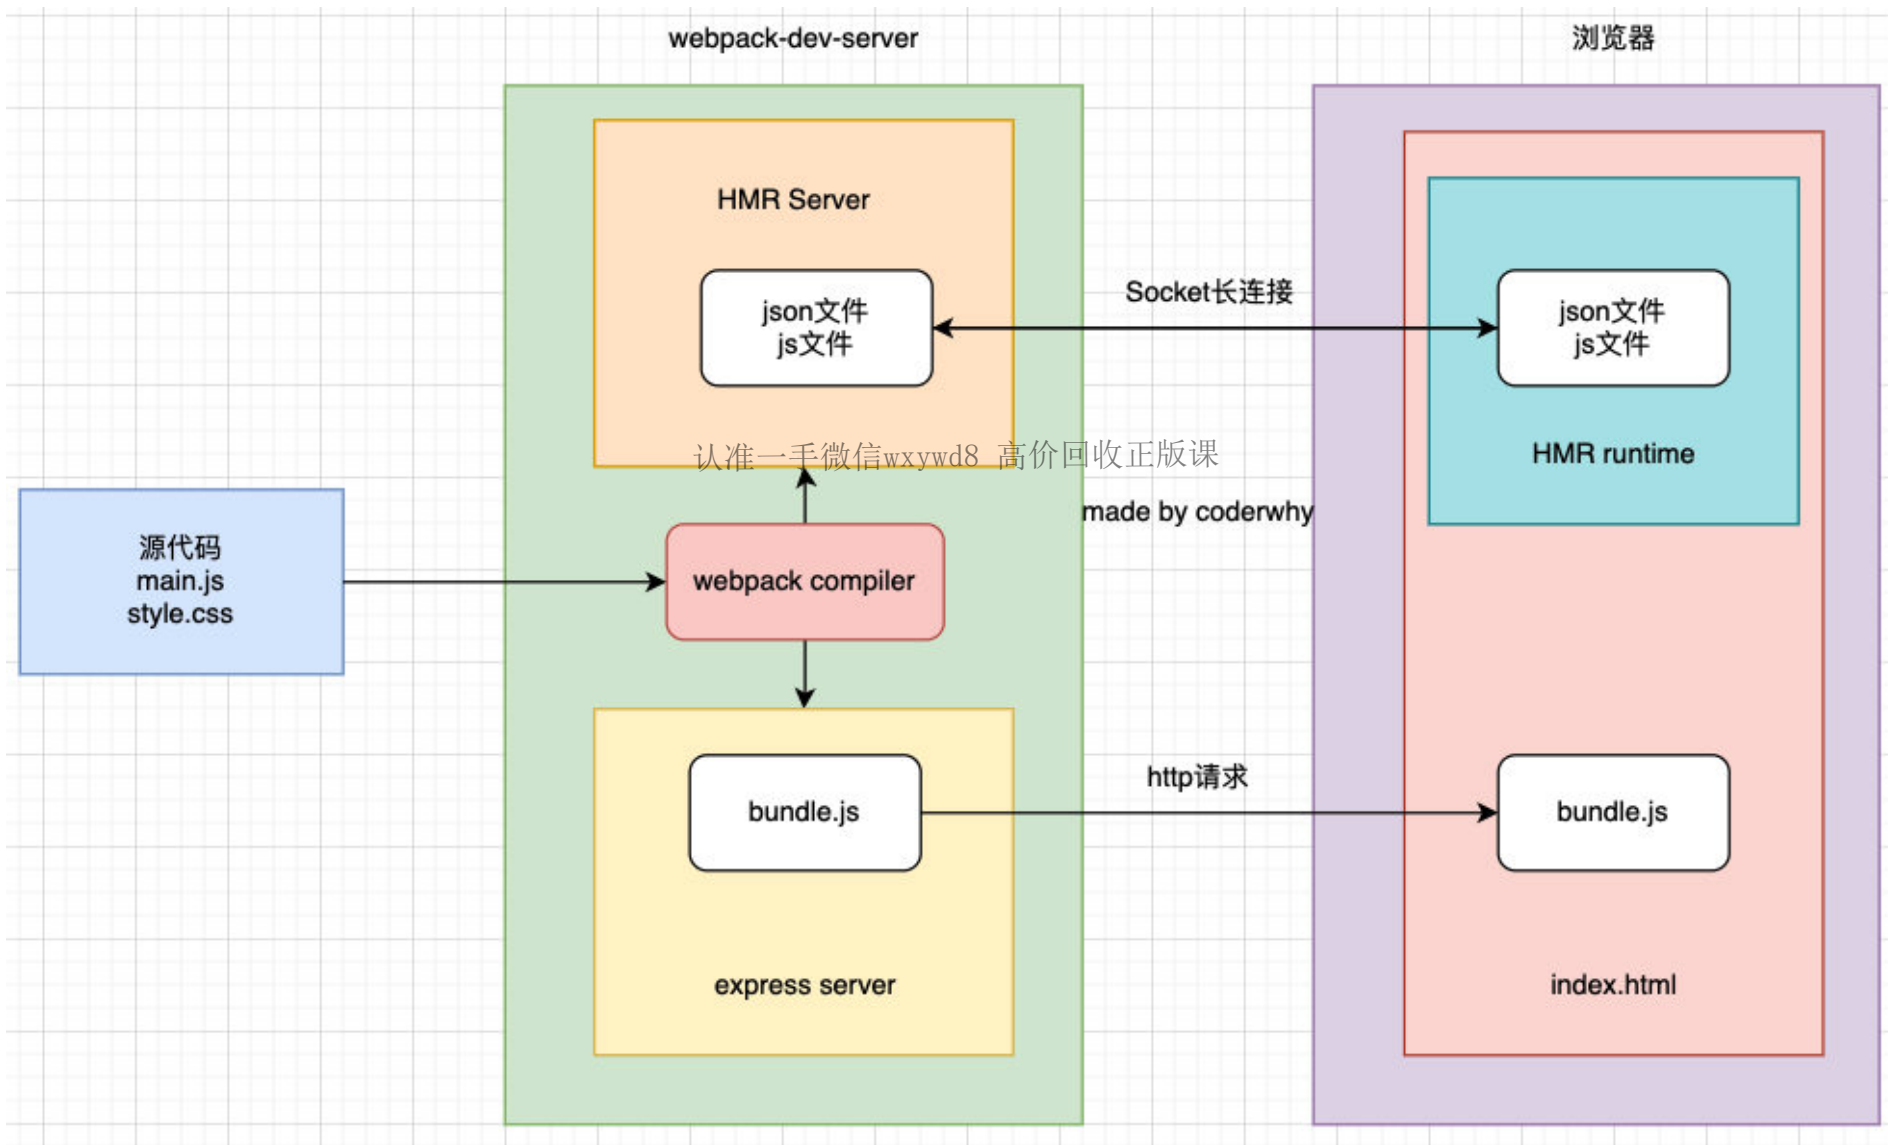 webpack-dev-server
浏览器
HMR Server
json文件
js文件
Socket长连接
json文件
js文件
HMR runtime
认准一手微信wxywd8 高价回收正版课
made by coderwhy
源代码
main.js
style.css
webpack compiler
bundle.js
http请求
bundle.js
express server
index.html